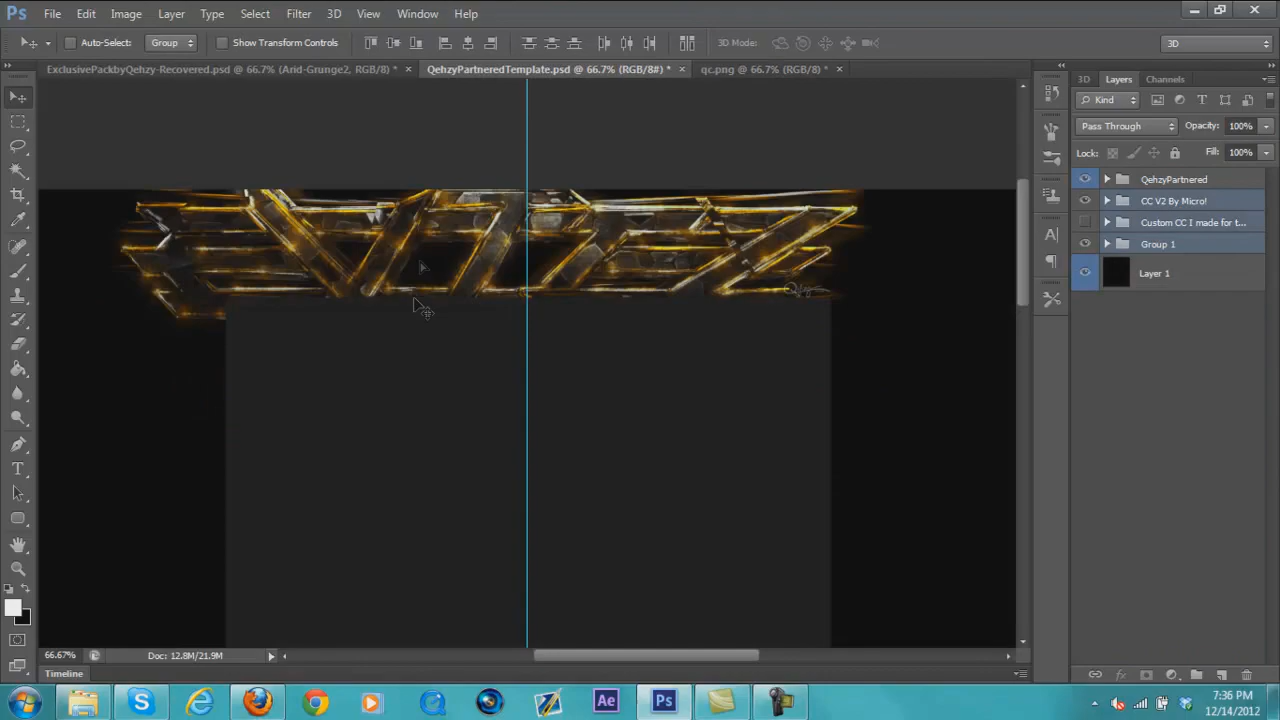 Ps File Edit Image Layer Type Select Filter 3D View Window Help
Auto-Select: Group Show Transform Controls 3D Mode: 3D
ExclusivePackbyQehzy-Recovered.psd @ 66.7% (Arid-Grunge2, RGB/8) * QehzyPartneredTemplate.psd @ 66.7% (RGB/8#) * qc.png @ 66.7% (RGB/8) *
3D Layers Channels
Kind
Pass Through Opacity: 100%
Lock: Fill: 100%
QehzyPartnered
CC V2 By Micro!
Custom CC I made for t...
Group 1
Layer 1
66.67% Doc: 12.8M/21.9M
Timeline
Ae Ps
7:36 PM
12/14/2012